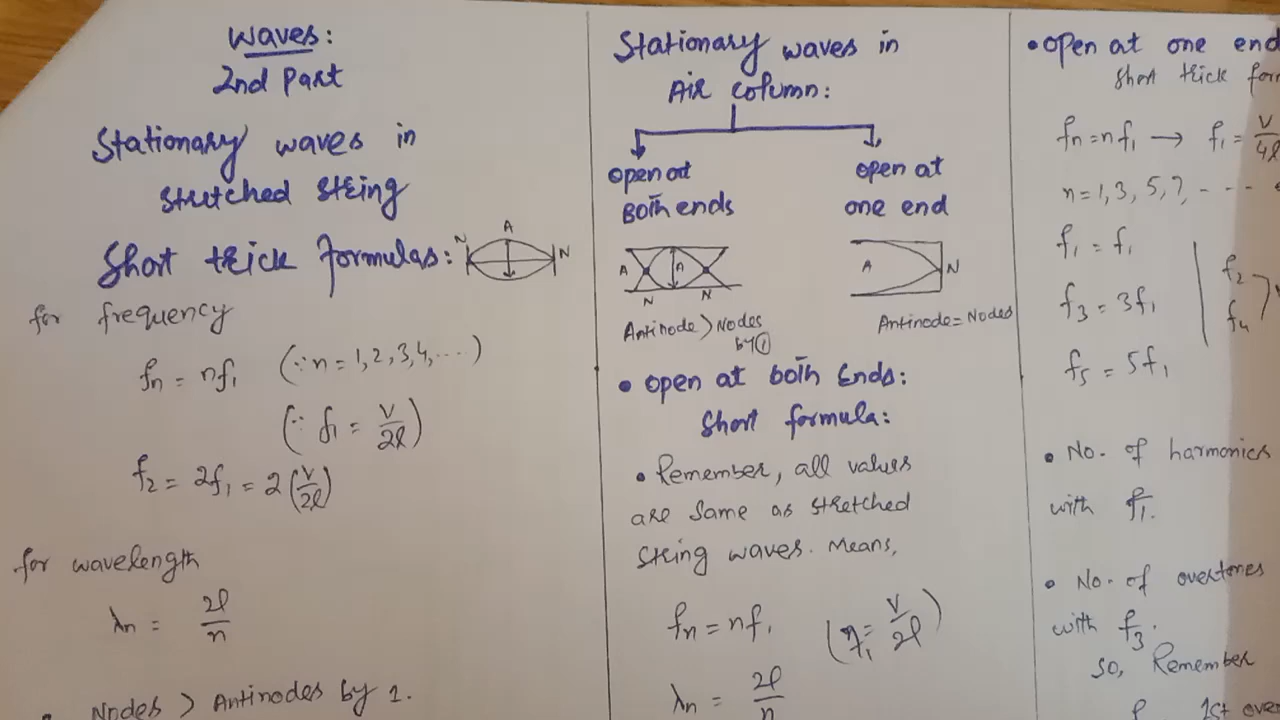 Waves:
2nd Part
Stationary waves in
stretched string
Short trick formulas:
N A N
for frequency
fn = nf₁ (∵ n = 1,2,3,4,....)
(∵ f₁ = v/2l)
f₂ = 2f₁ = 2(v/2l)
for wavelength
λn = 2l/n
• Nodes > Antinodes by 1.
Stationary waves in
Air column:
open at
Both ends
open at
one end
A A
N N
A N
Antinode > Nodes
by ①
Antinode = Nodes
• open at both Ends:
Short formula:
• Remember, all values
are same as stretched
string waves. Means,
fn = nf₁ (f₁ = v/2l)
λn = 2l/n
• open at one end
Short trick for
fn = nf₁ → f₁ = v/4l
n = 1, 3, 5, 7, - - - -
f₁ = f₁
f₃ = 3f₁
f₅ = 5f₁
f₂
f₄
• No. of harmonics
with f₁.
• No. of overtones
with f₃.
so, Remember
1st over